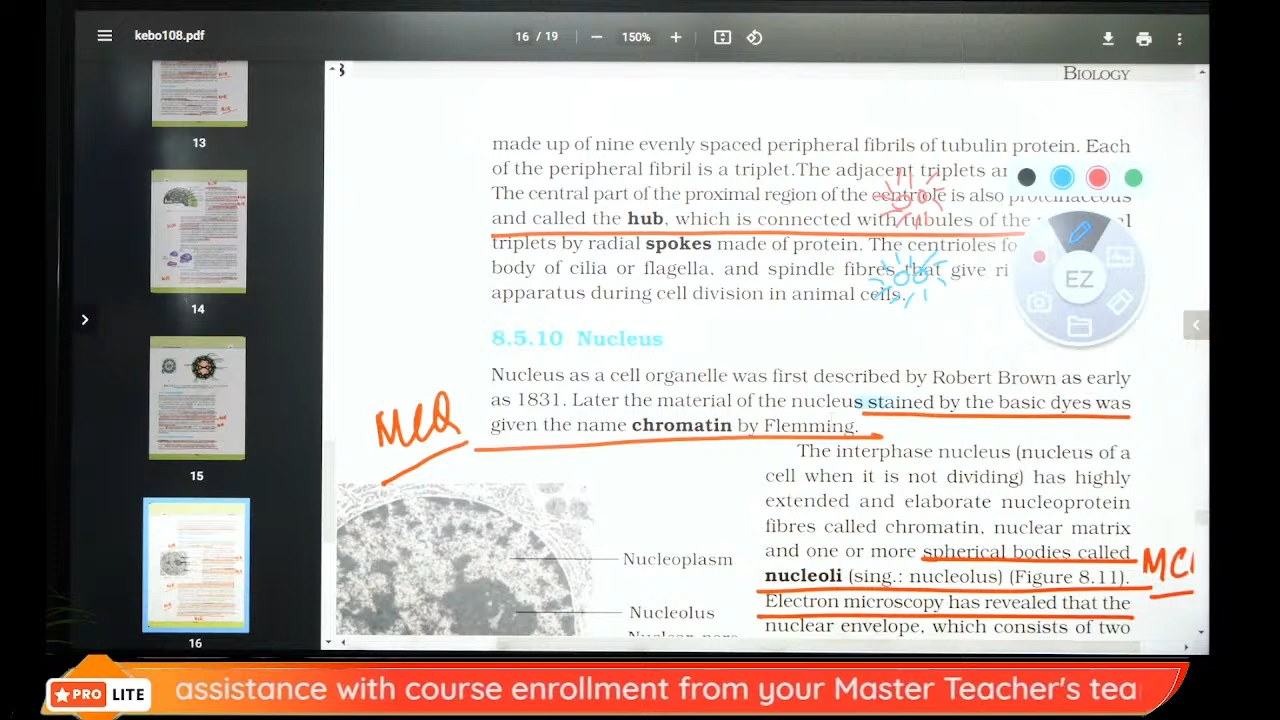 kebo108.pdf
16 / 19
150%
13
14
15
16
BIOLOGY
made up of nine evenly spaced peripheral fibrils of tubulin protein. Each
of the peripheral fibril is a triplet. The adjacent triplets
The central part of the proximal region of the is also proteinaceous
and called the hub, which is connected with tubules of the
triplets by radial spokes made of protein. The centrioles
body of cilia or flagella, and spindle fibres that give
apparatus during cell division in animal cells.
8.5.10 Nucleus
Nucleus as a cell organelle was first described by Robert Brown as early
as 1831. Later the material of the nucleus stained by the basic dyes was
given the name chromatin by Flemming.
MCQ
The interphase nucleus (nucleus of a
cell when it is not dividing) has highly
extended and elaborate nucleoprotein
fibres called chromatin, nuclear matrix
and one or more spherical bodies called
nucleoli (sing.: nucleolus) (Figure 8.11).
Electron microscopy has revealed that the
nuclear envelope, which consists of two
Nucleoplasm
Nucleolus
EZ
PRO LITE
assistance with course enrollment from your Master Teacher's tea